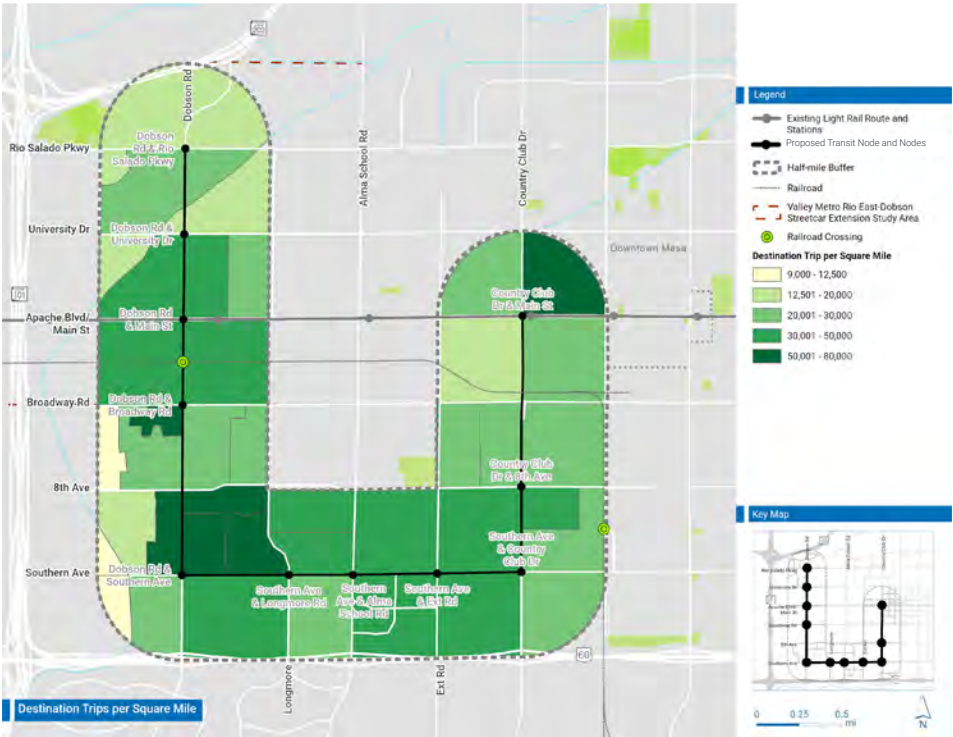 Dobson Rd
Dobson
Rd & Rio
Salado Pkwy
Rio Salado Pkwy
Alma School Rd
Country Club Dr
University Dr
Dobson Rd &
University Dr
Downtown Mesa
101
Apache Blvd/
Main St
Dobson Rd
& Main St
Country Club
Dr & Main St
Broadway Rd
Dobson Rd &
Broadway Rd
8th Ave
Country Club
Dr & 8th Ave
Southern Ave
& Country
Club Dr
Southern Ave
Dobson Rd &
Southern Ave
Southern Ave
& Longmore Rd
Southern
Ave & Alma
School Rd
Southern Ave
& Ext Rd
60
Longmore
Ext Rd
Destination Trips per Square Mile
Legend
Existing Light Rail Route and
Stations
Proposed Transit Node and Nodes
Half-mile Buffer
Railroad
Valley Metro Rio East-Dobson
Streetcar Extension Study Area
Railroad Crossing
Destination Trip per Square Mile
9,000 - 12,500
12,501 - 20,000
20,001 - 30,000
30,001 - 50,000
50,001 - 80,000
Key Map
0 0.25 0.5
mi
N